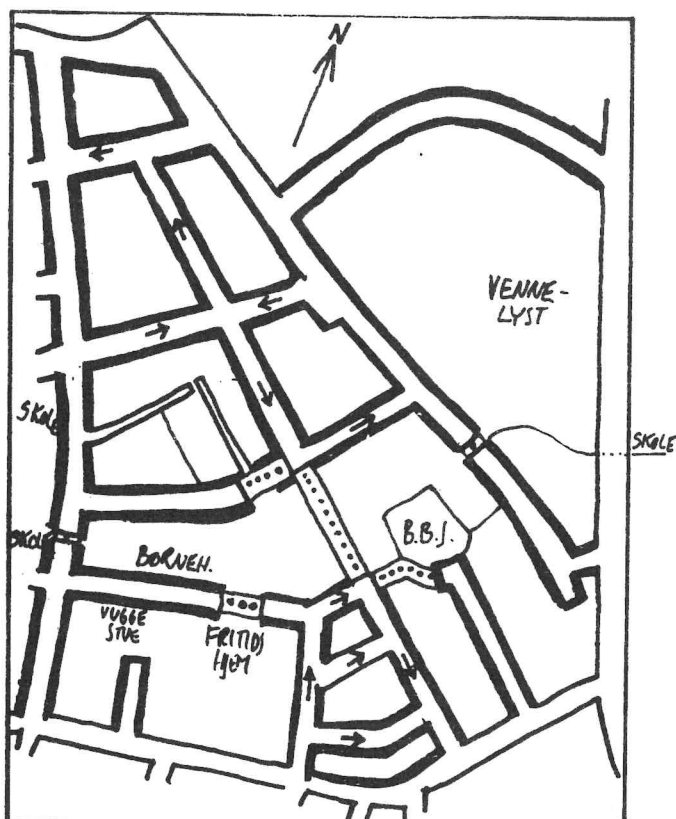 N
VENNE-
LYST
SKOLE
SKOLE
SKOLE
B.B.J.
BØRNEH.
VUGGE
STUE
FRITIDS
HJEM